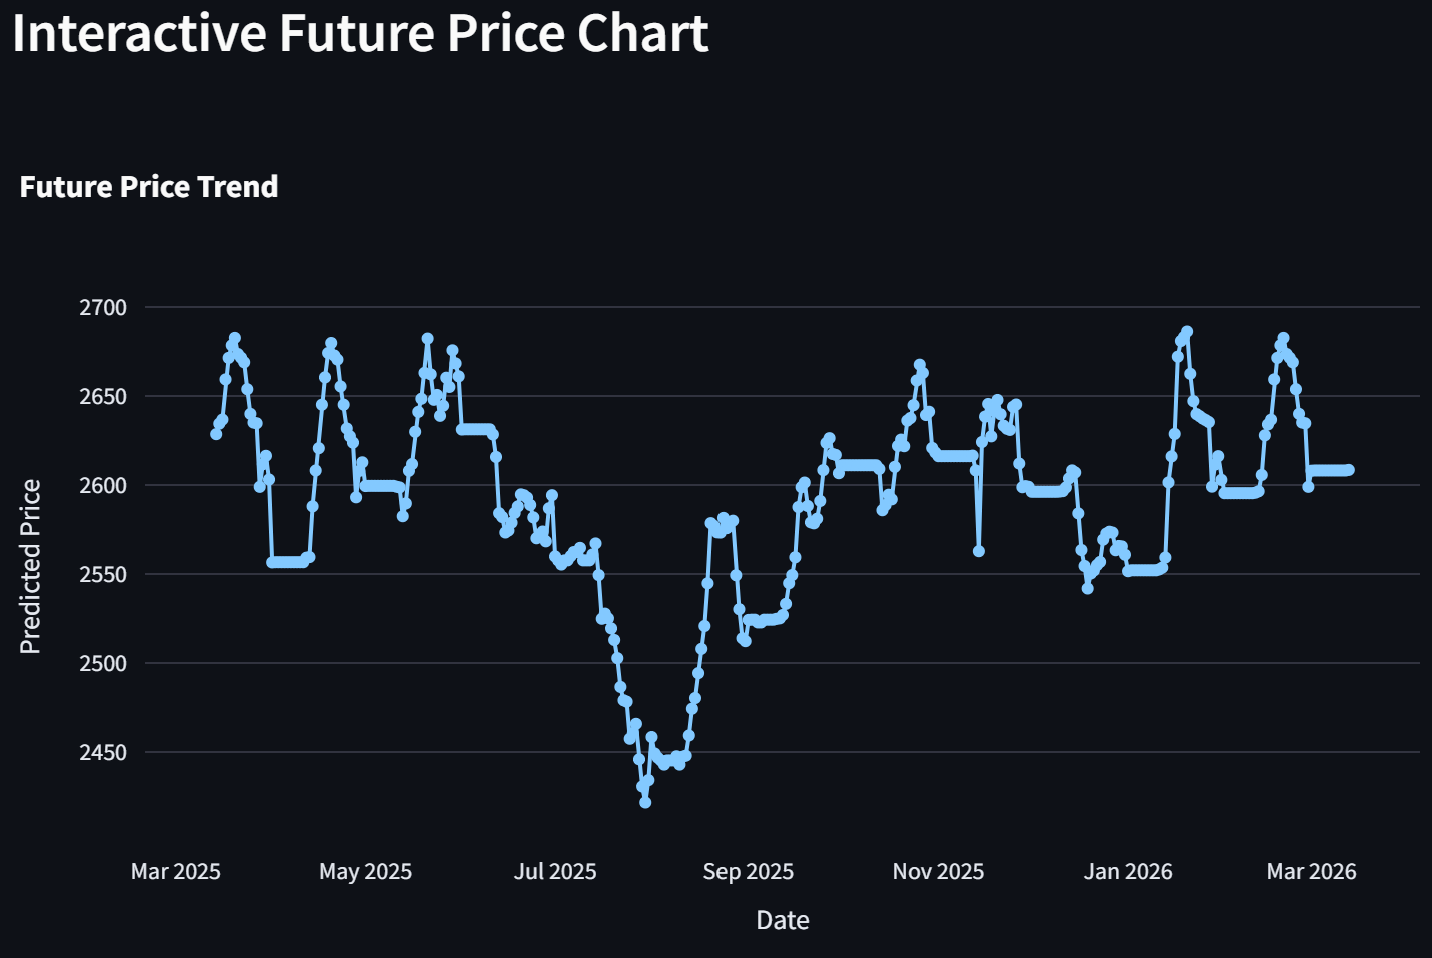 Interactive Future Price Chart
Future Price Trend
2700
2650
2600
2550
2500
2450
Predicted Price
Mar 2025 May 2025 Jul 2025 Sep 2025 Nov 2025 Jan 2026 Mar 2026
Date